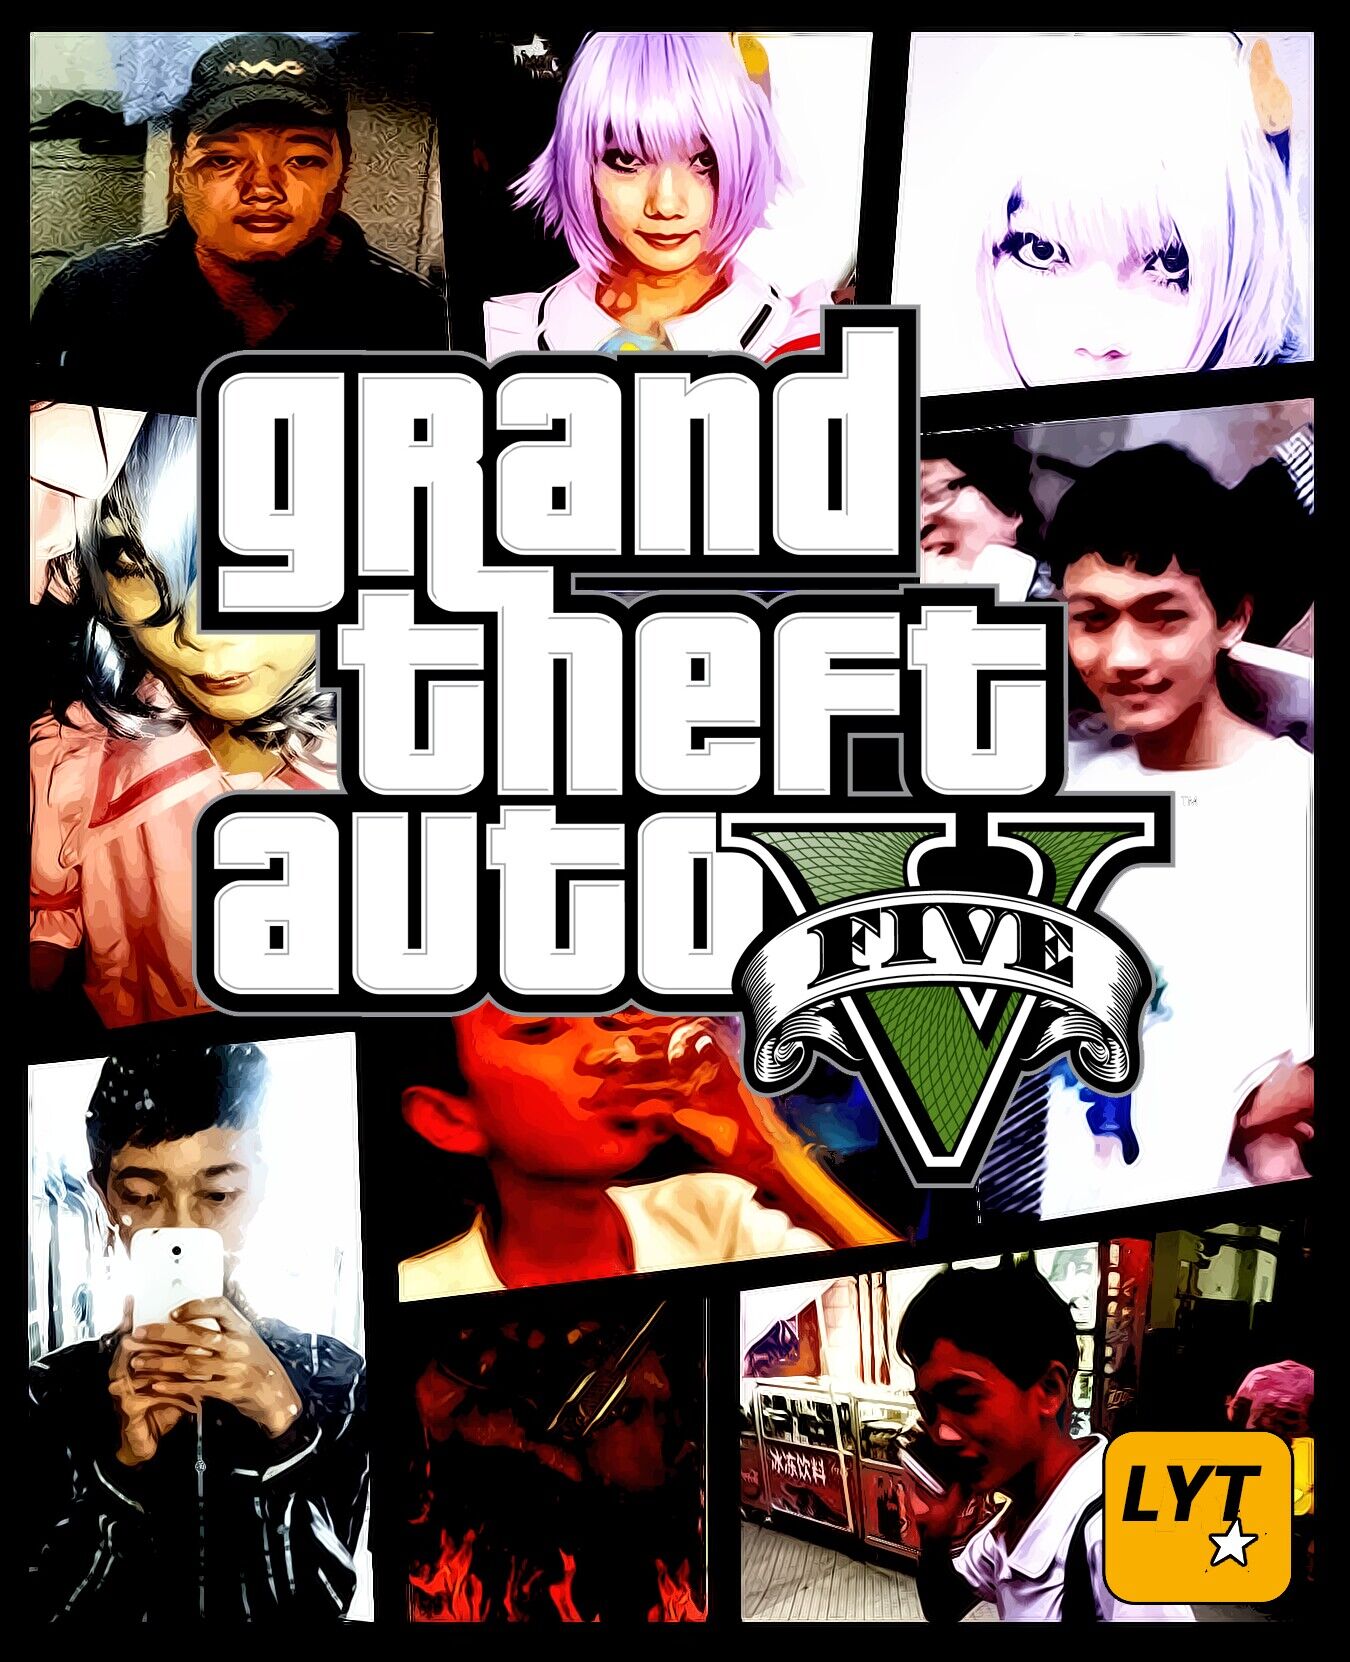 grand
theft
auto V
FIVE
TM
冰冻饮料
LYT